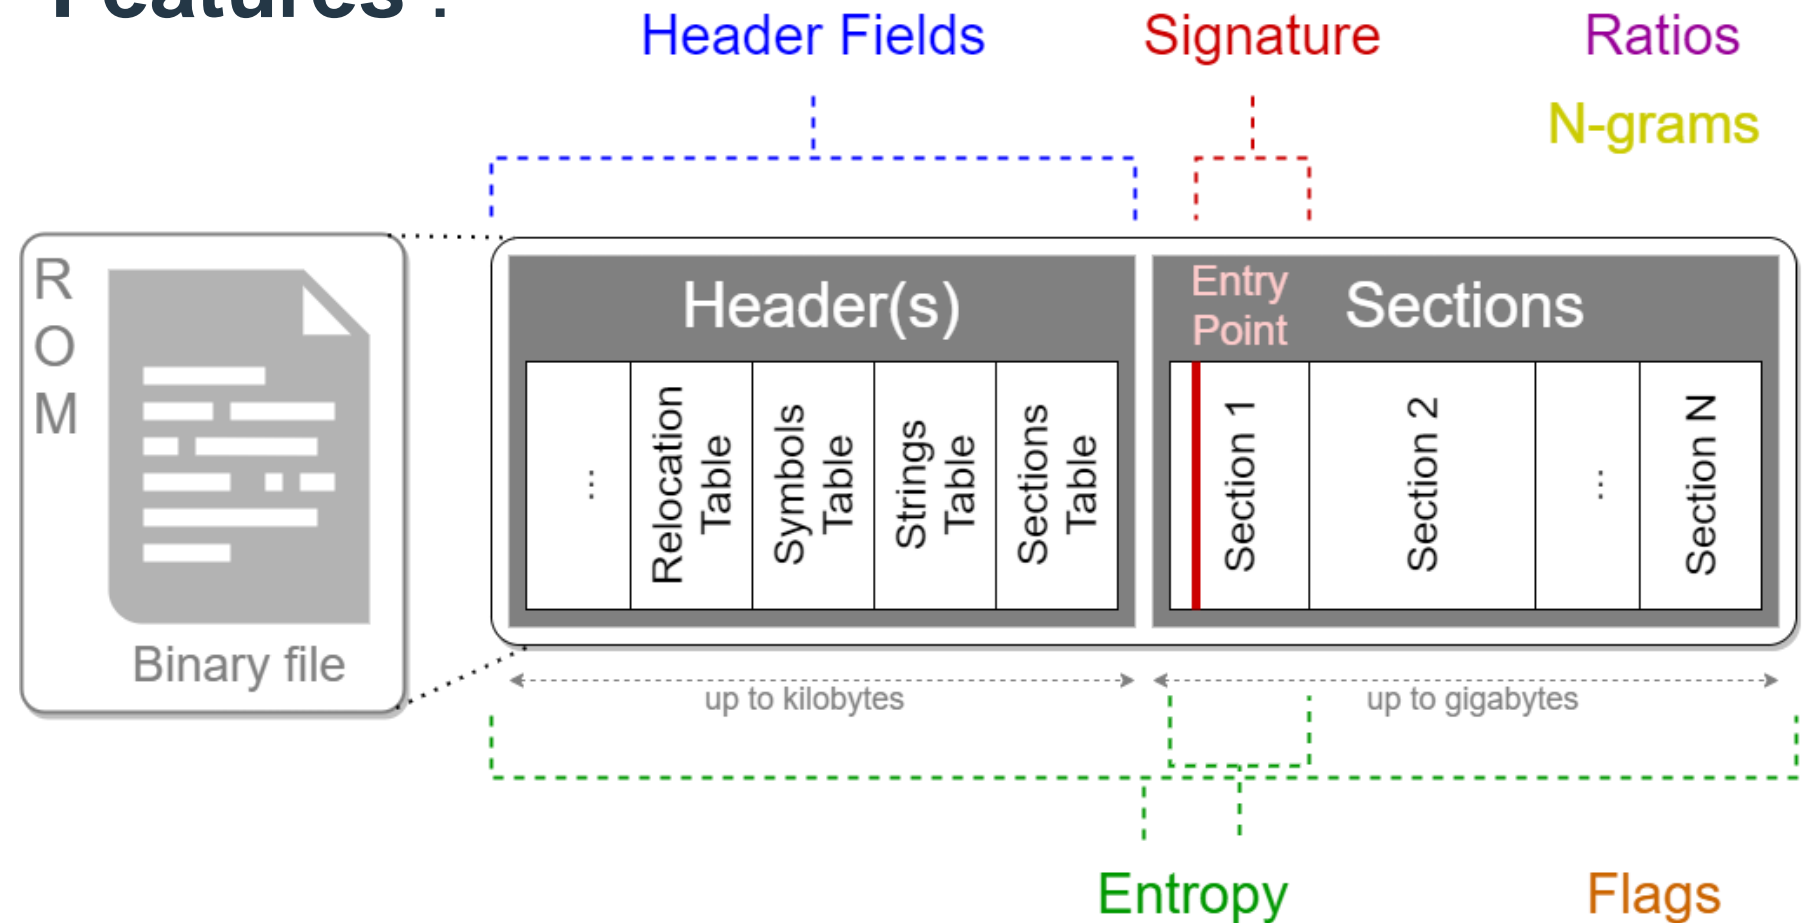 Features :
Header Fields
Signature
Ratios
N-grams
R
O
M
Binary file
Header(s)
Entry
Point
Sections
...
Relocation
Table
Symbols
Table
Strings
Table
Sections
Table
Section 1
Section 2
...
Section N
up to kilobytes
up to gigabytes
Entropy
Flags